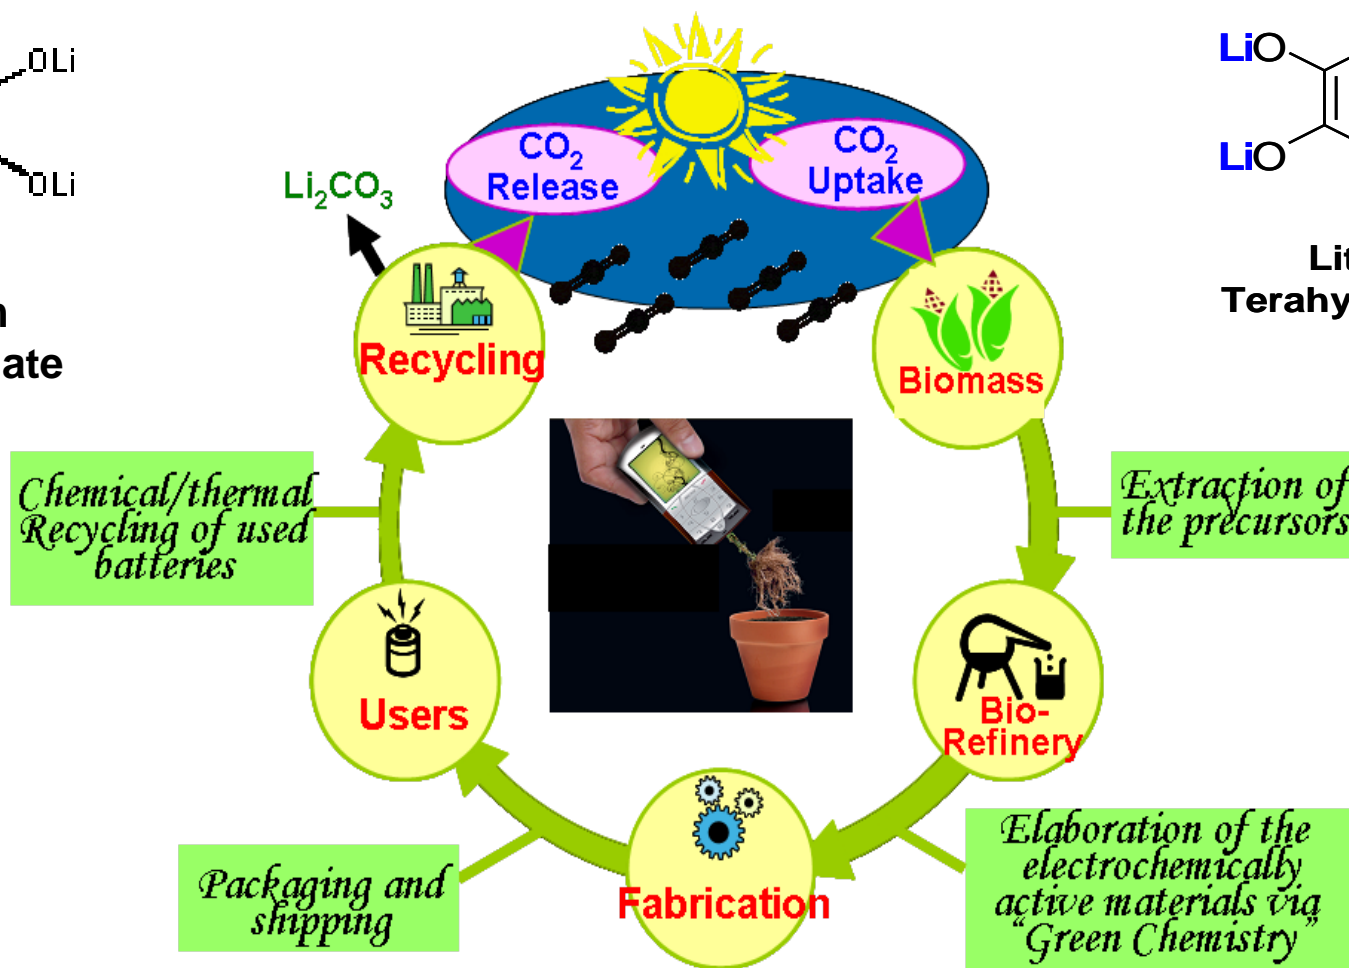 OLi
OLi
n
ate
LiO
LiO
Lit
Terahy
CO2
Release
CO2
Uptake
Li2CO3
Recycling
Biomass
Chemical/thermal
Recycling of used
batteries
Extraction of
the precursors
Users
Bio-
Refinery
Fabrication
Packaging and
shipping
Elaboration of the
electrochemically
active materials via
“Green Chemistry”